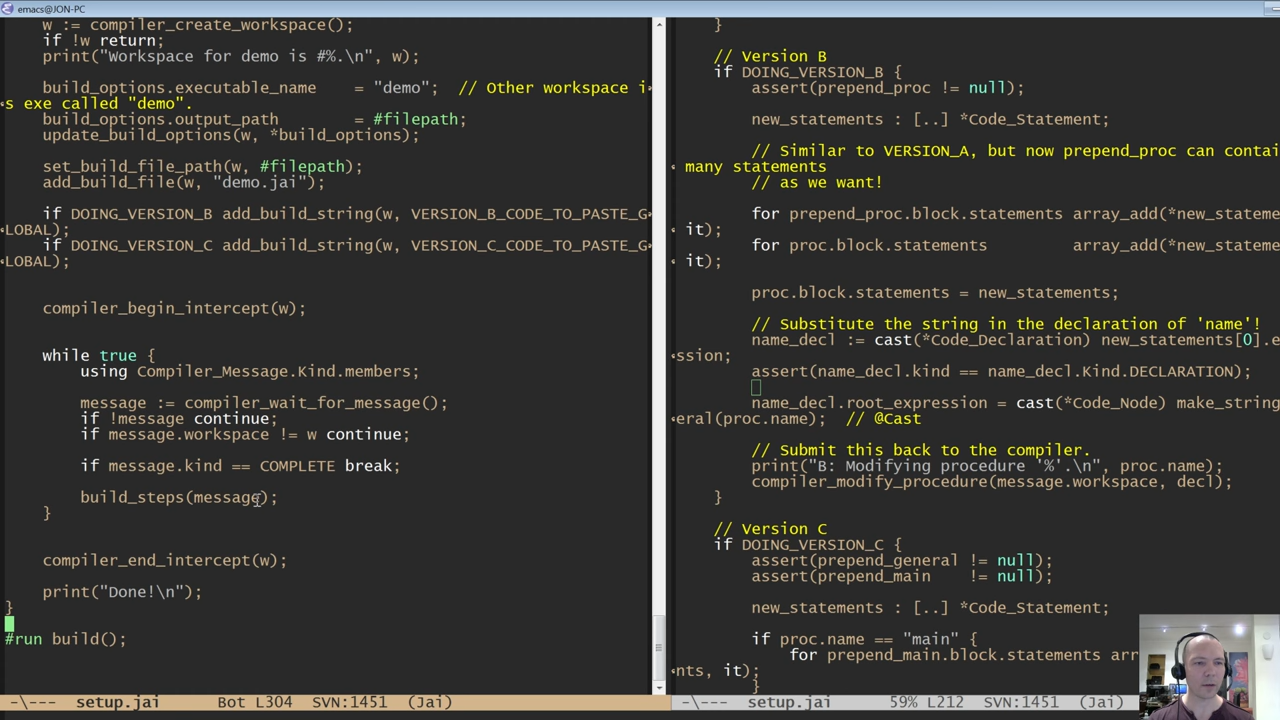 emacs@JON-PC
w := compiler_create_workspace();
if !w return;
print("Workspace for demo is #%.\n", w);
build_options.executable_name    = "demo";  // Other workspace i
s exe called "demo".
build_options.output_path        = #filepath;
update_build_options(w, *build_options);
set_build_file_path(w, #filepath);
add_build_file(w, "demo.jai");
if DOING_VERSION_B add_build_string(w, VERSION_B_CODE_TO_PASTE_G
LOBAL);
if DOING_VERSION_C add_build_string(w, VERSION_C_CODE_TO_PASTE_G
LOBAL);
compiler_begin_intercept(w);
while true {
using Compiler_Message.Kind.members;
message := compiler_wait_for_message();
if !message continue;
if message.workspace != w continue;
if message.kind == COMPLETE break;
build_steps(message);
}
compiler_end_intercept(w);
print("Done!\n");
}
#run build();
-\---  setup.jai      Bot L304  SVN:1451  (Jai)
}
// Version B
if DOING_VERSION_B {
assert(prepend_proc != null);
new_statements : [..] *Code_Statement;
// Similar to VERSION_A, but now prepend_proc can contai
many statements
// as we want!
for prepend_proc.block.statements array_add(*new_stateme
it);
for proc.block.statements         array_add(*new_stateme
it);
proc.block.statements = new_statements;
// Substitute the string in the declaration of 'name'!
name_decl := cast(*Code_Declaration) new_statements[0].e
ssion;
assert(name_decl.kind == name_decl.Kind.DECLARATION);
name_decl.root_expression = cast(*Code_Node) make_string
eral(proc.name);  // @Cast
// Submit this back to the compiler.
print("B: Modifying procedure '%'.\n", proc.name);
compiler_modify_procedure(message.workspace, decl);
}
// Version C
if DOING_VERSION_C {
assert(prepend_general != null);
assert(prepend_main    != null);
new_statements : [..] *Code_Statement;
if proc.name == "main" {
for prepend_main.block.statements arr
nts, it);
}
-\---  setup.jai      59% L212  SVN:1451  (Jai)